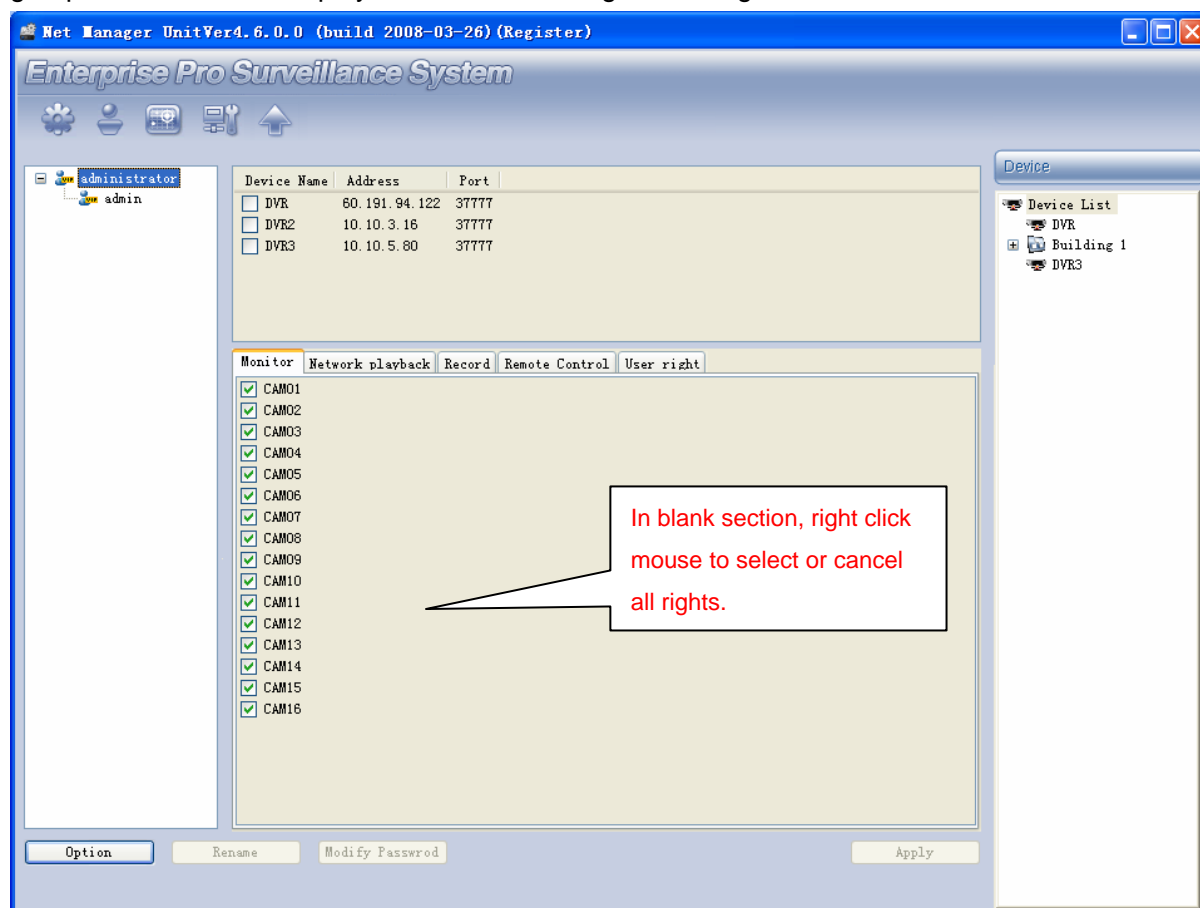 Net Manager UnitVer4.6.0.0 (build 2008-03-26)(Register)
Enterprise Pro Surveillance System
administrator
admin
Device Name Address Port
DVR 60.191.94.122 37777
DVR2 10.10.3.16 37777
DVR3 10.10.5.80 37777
Monitor Network playback Record Remote Control User right
CAM01
CAM02
CAM03
CAM04
CAM05
CAM06
CAM07
CAM08
CAM09
CAM10
CAM11
CAM12
CAM13
CAM14
CAM15
CAM16
In blank section, right click
mouse to select or cancel
all rights.
Device
Device List
DVR
Building 1
DVR3
Option Rename Modify Passwrod Apply